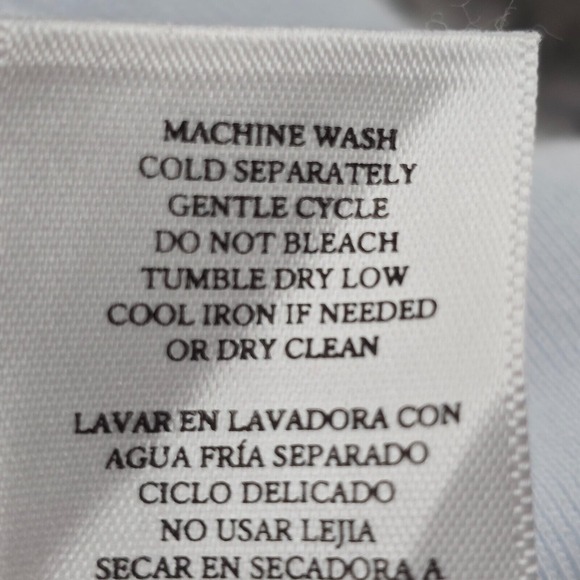 MACHINE WASH
COLD SEPARATELY
GENTLE CYCLE
DO NOT BLEACH
TUMBLE DRY LOW
COOL IRON IF NEEDED
OR DRY CLEAN
LAVAR EN LAVADORA CON
AGUA FRÍA SEPARADO
CICLO DELICADO
NO USAR LEJIA
SECAR EN SECADORA A